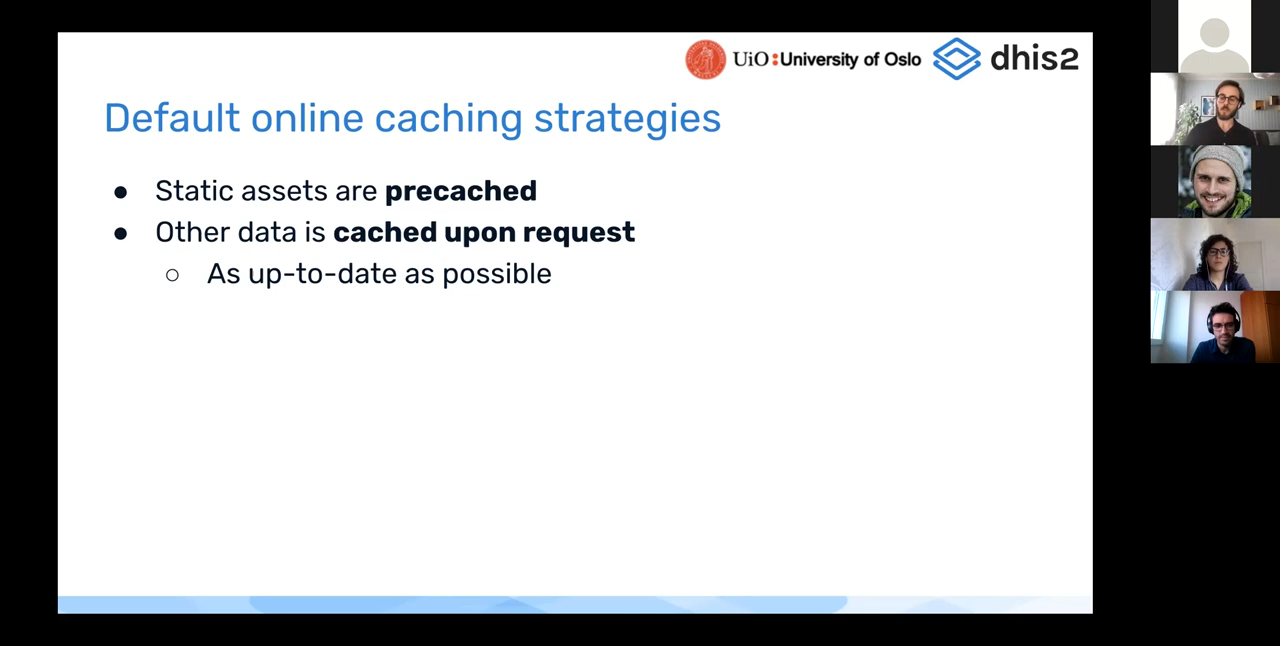 UiO : University of Oslo dhis2
Default online caching strategies
● Static assets are precached
● Other data is cached upon request
○ As up-to-date as possible